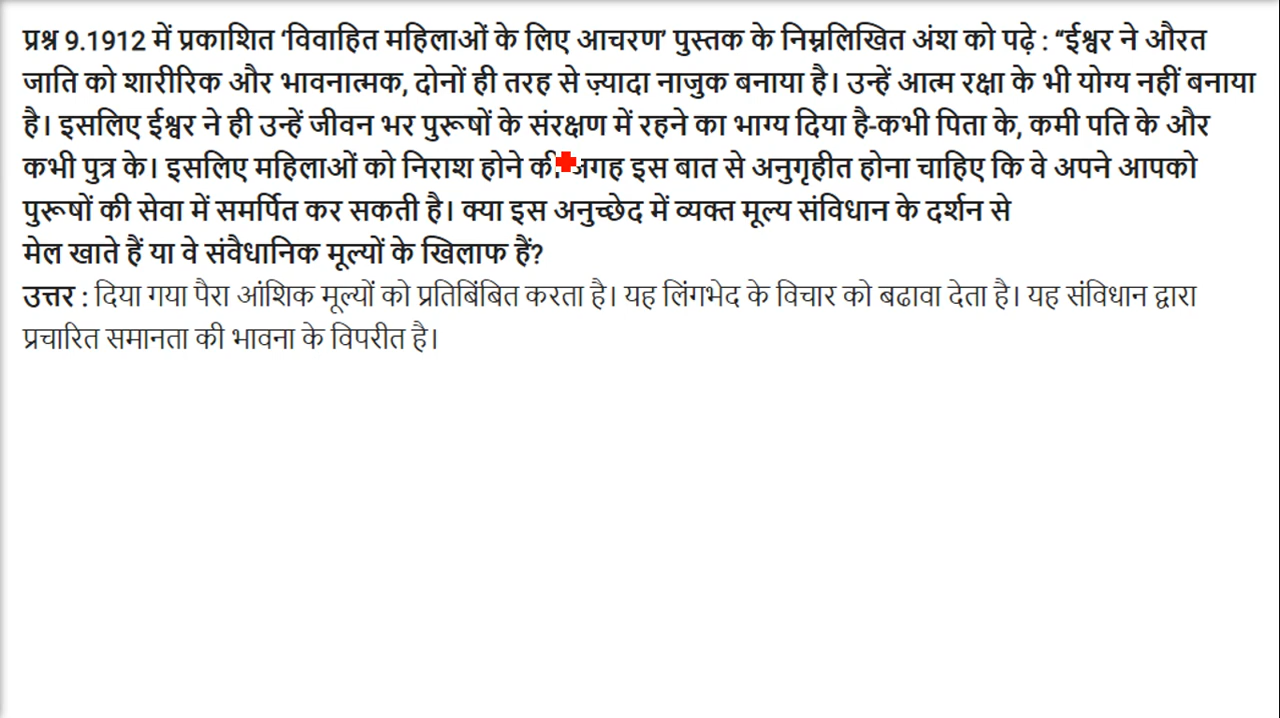 प्रश्न 9.1912 में प्रकाशित ‘विवाहित महिलाओं के लिए आचरण’ पुस्तक के निम्नलिखित अंश को पढ़े : “ईश्वर ने औरत
जाति को शारीरिक और भावनात्मक, दोनों ही तरह से ज़्यादा नाजुक बनाया है। उन्हें आत्म रक्षा के भी योग्य नहीं बनाया
है। इसलिए ईश्वर ने ही उन्हें जीवन भर पुरूषों के संरक्षण में रहने का भाग्य दिया है-कभी पिता के, कमी पति के और
कभी पुत्र के। इसलिए महिलाओं को निराश होने की जगह इस बात से अनुगृहीत होना चाहिए कि वे अपने आपको
पुरूषों की सेवा में समर्पित कर सकती है। क्या इस अनुच्छेद में व्यक्त मूल्य संविधान के दर्शन से
मेल खाते हैं या वे संवैधानिक मूल्यों के खिलाफ हैं?
उत्तर : दिया गया पैरा आंशिक मूल्यों को प्रतिबिंबित करता है। यह लिंगभेद के विचार को बढावा देता है। यह संविधान द्वारा
प्रचारित समानता की भावना के विपरीत है।